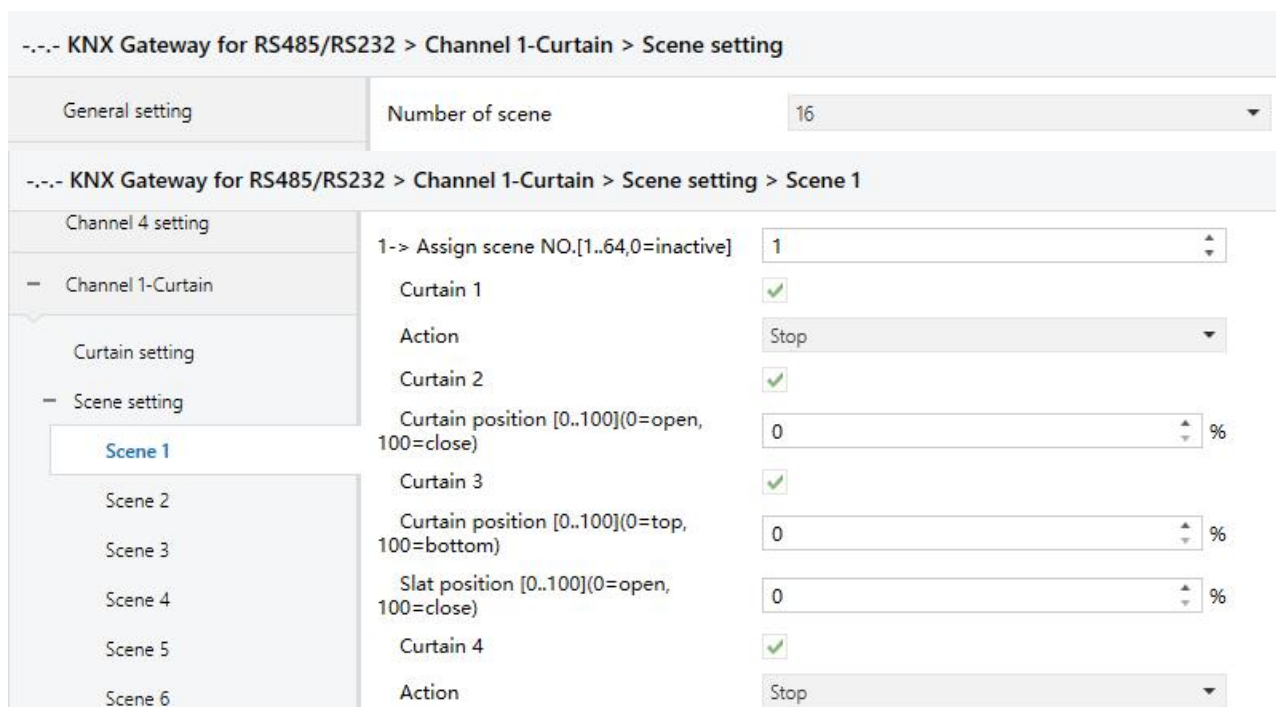 -.-.- KNX Gateway for RS485/RS232 > Channel 1-Curtain > Scene setting
General setting
Number of scene
16
-.-.- KNX Gateway for RS485/RS232 > Channel 1-Curtain > Scene setting > Scene 1
Channel 4 setting
Channel 1-Curtain
Curtain setting
Scene setting
Scene 1
Scene 2
Scene 3
Scene 4
Scene 5
Scene 6
1-> Assign scene NO.[1..64,0=inactive]
1
Curtain 1
Action
Stop
Curtain 2
Curtain position [0..100](0=open,
100=close)
0 %
Curtain 3
Curtain position [0..100](0=top,
100=bottom)
0 %
Slat position [0..100](0=open,
100=close)
0 %
Curtain 4
Action
Stop